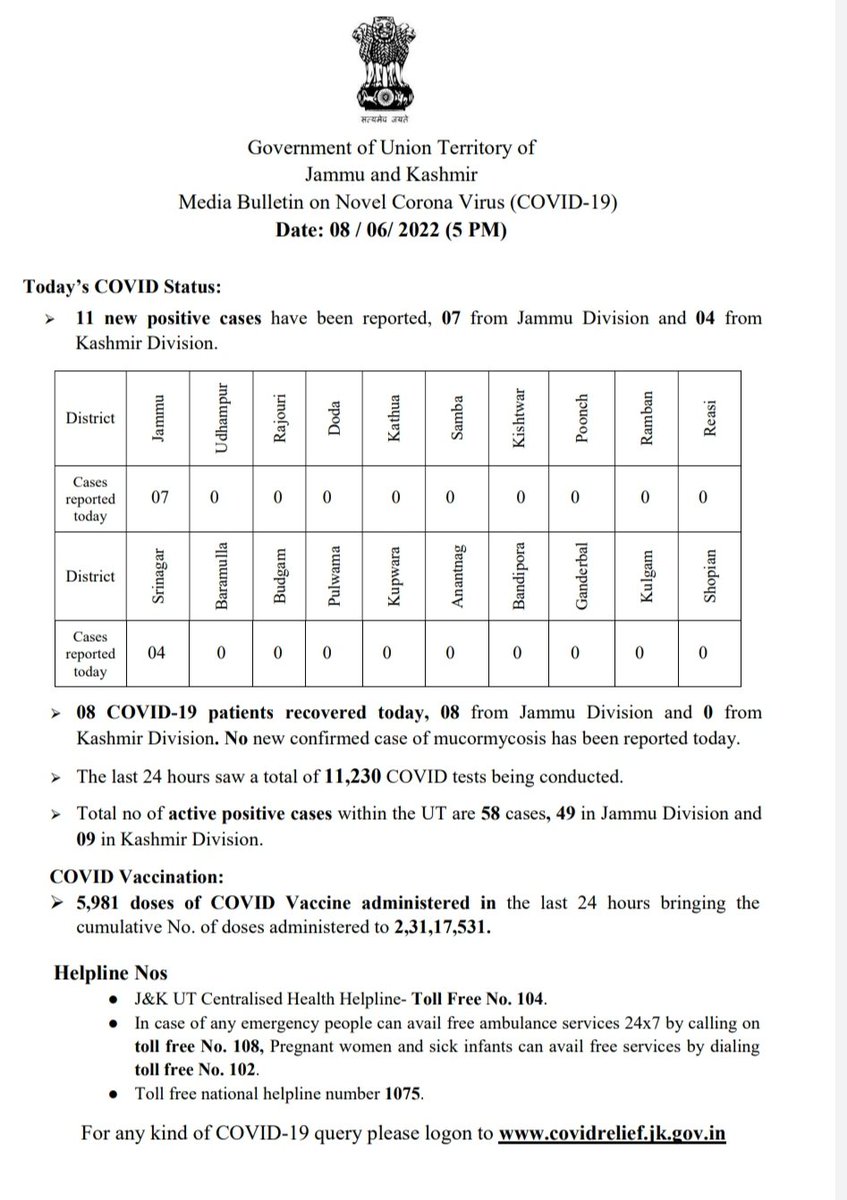 सत्यमेव जयते
Government of Union Territory of
Jammu and Kashmir
Media Bulletin on Novel Corona Virus (COVID-19)
Date: 08 / 06/ 2022 (5 PM)
Today’s COVID Status:
➢ 11 new positive cases have been reported, 07 from Jammu Division and 04 from
Kashmir Division.
District Jammu Udhampur Rajouri Doda Kathua Samba Kishtwar Poonch Ramban Reasi
Cases
reported
today 07 0 0 0 0 0 0 0 0 0
District Srinagar Baramulla Budgam Pulwama Kupwara Anantnag Bandipora Ganderbal Kulgam Shopian
Cases
reported
today 04 0 0 0 0 0 0 0 0 0
➢ 08 COVID-19 patients recovered today, 08 from Jammu Division and 0 from
Kashmir Division. No new confirmed case of mucormycosis has been reported today.
➢ The last 24 hours saw a total of 11,230 COVID tests being conducted.
➢ Total no of active positive cases within the UT are 58 cases, 49 in Jammu Division and
09 in Kashmir Division.
COVID Vaccination:
➢ 5,981 doses of COVID Vaccine administered in the last 24 hours bringing the
cumulative No. of doses administered to 2,31,17,531.
Helpline Nos
● J&K UT Centralised Health Helpline- Toll Free No. 104.
● In case of any emergency people can avail free ambulance services 24x7 by calling on
toll free No. 108, Pregnant women and sick infants can avail free services by dialing
toll free No. 102.
● Toll free national helpline number 1075.
For any kind of COVID-19 query please logon to www.covidrelief.jk.gov.in